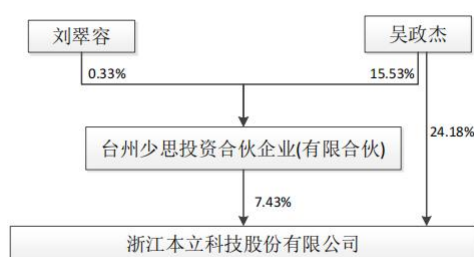 刘翠容
吴政杰
0.33%
15.53%
24.18%
台州少思投资合伙企业(有限合伙)
7.43%
浙江本立科技股份有限公司